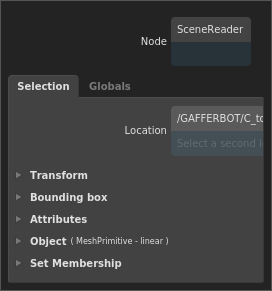 Node SceneReader
Selection Globals
Location /GAFFERBOT/C_to
Select a second l
Transform
Bounding box
Attributes
Object ( MeshPrimitive - linear )
Set Membership